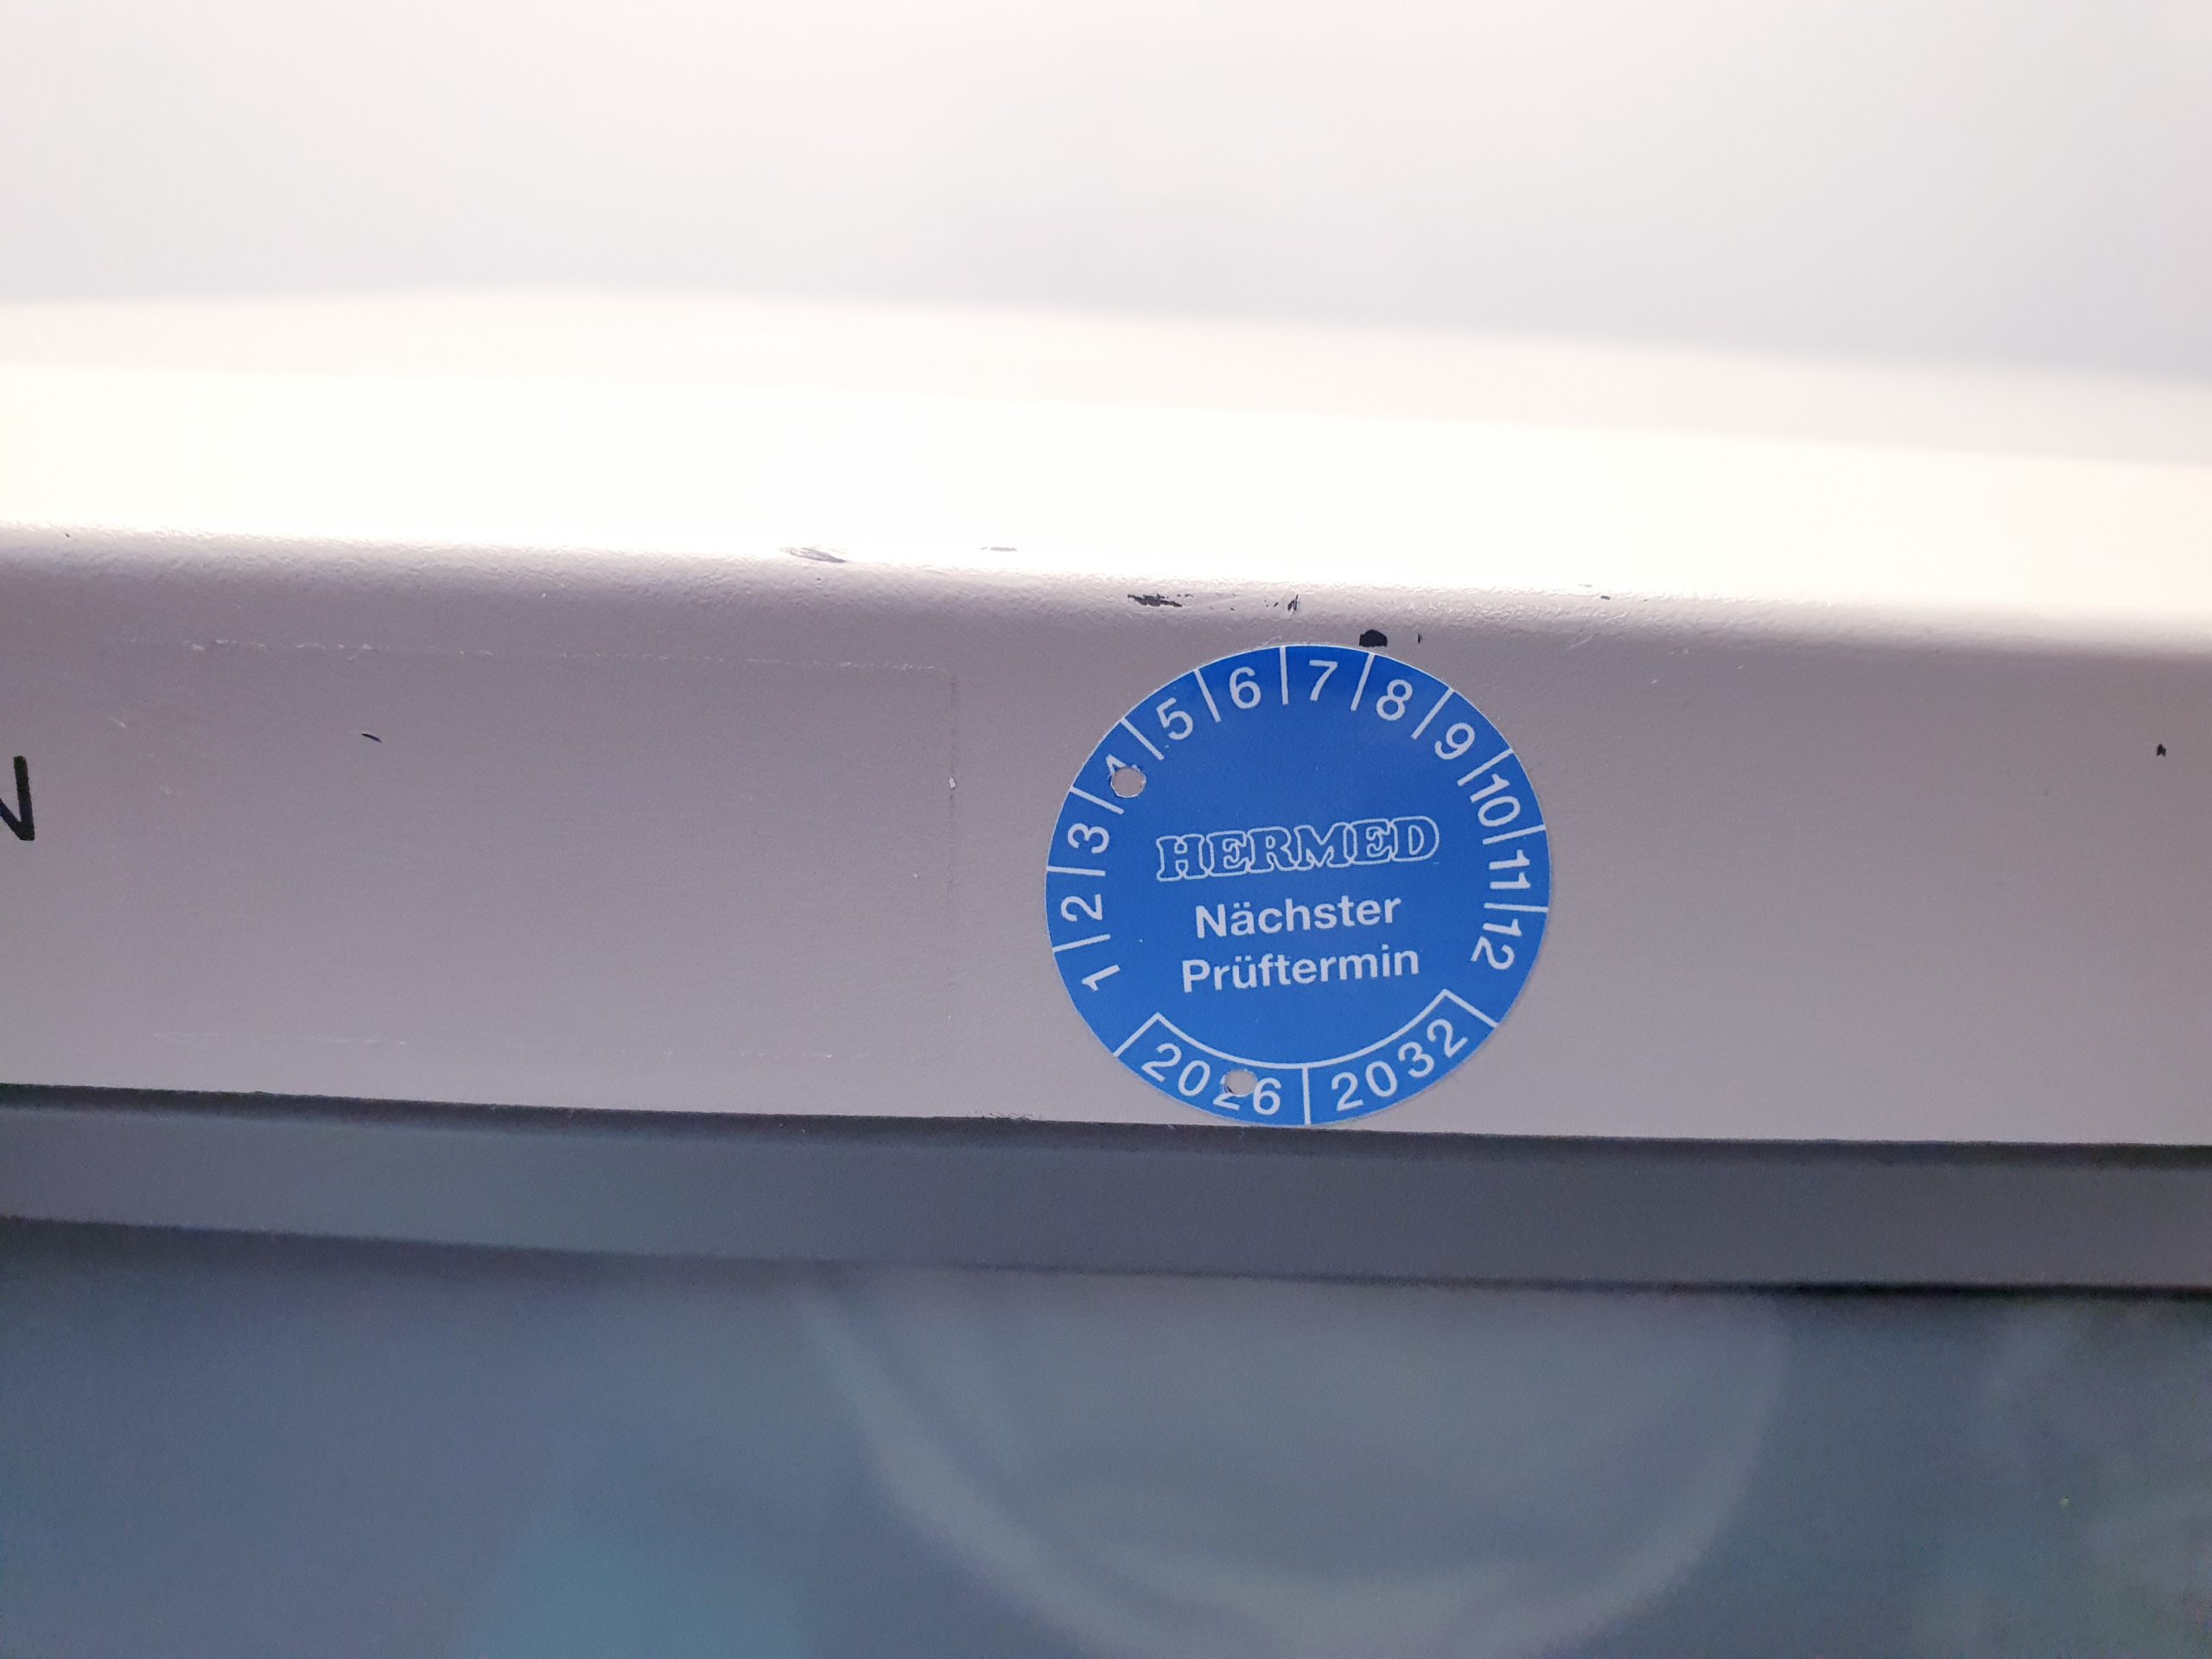 1 2 3 4 5 6 7 8 9 10 11 12
HERMED
Nächster
Prüftermin
2026 2032